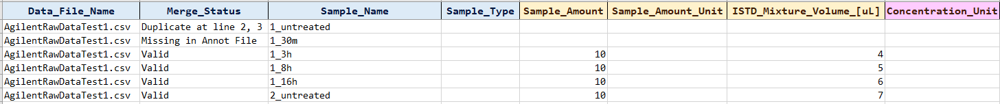 Data_File_Name Merge_Status Sample_Name Sample_Type Sample_Amount Sample_Amount_Unit ISTD_Mixture_Volume_[uL] Concentration_Unit
AgilentRawDataTest1.csv Duplicate at line 2, 3 1_untreated
AgilentRawDataTest1.csv Missing in Annot File 1_30m
AgilentRawDataTest1.csv Valid 1_3h 10 4
AgilentRawDataTest1.csv Valid 1_8h 10 5
AgilentRawDataTest1.csv Valid 1_16h 10 6
AgilentRawDataTest1.csv Valid 2_untreated 10 7